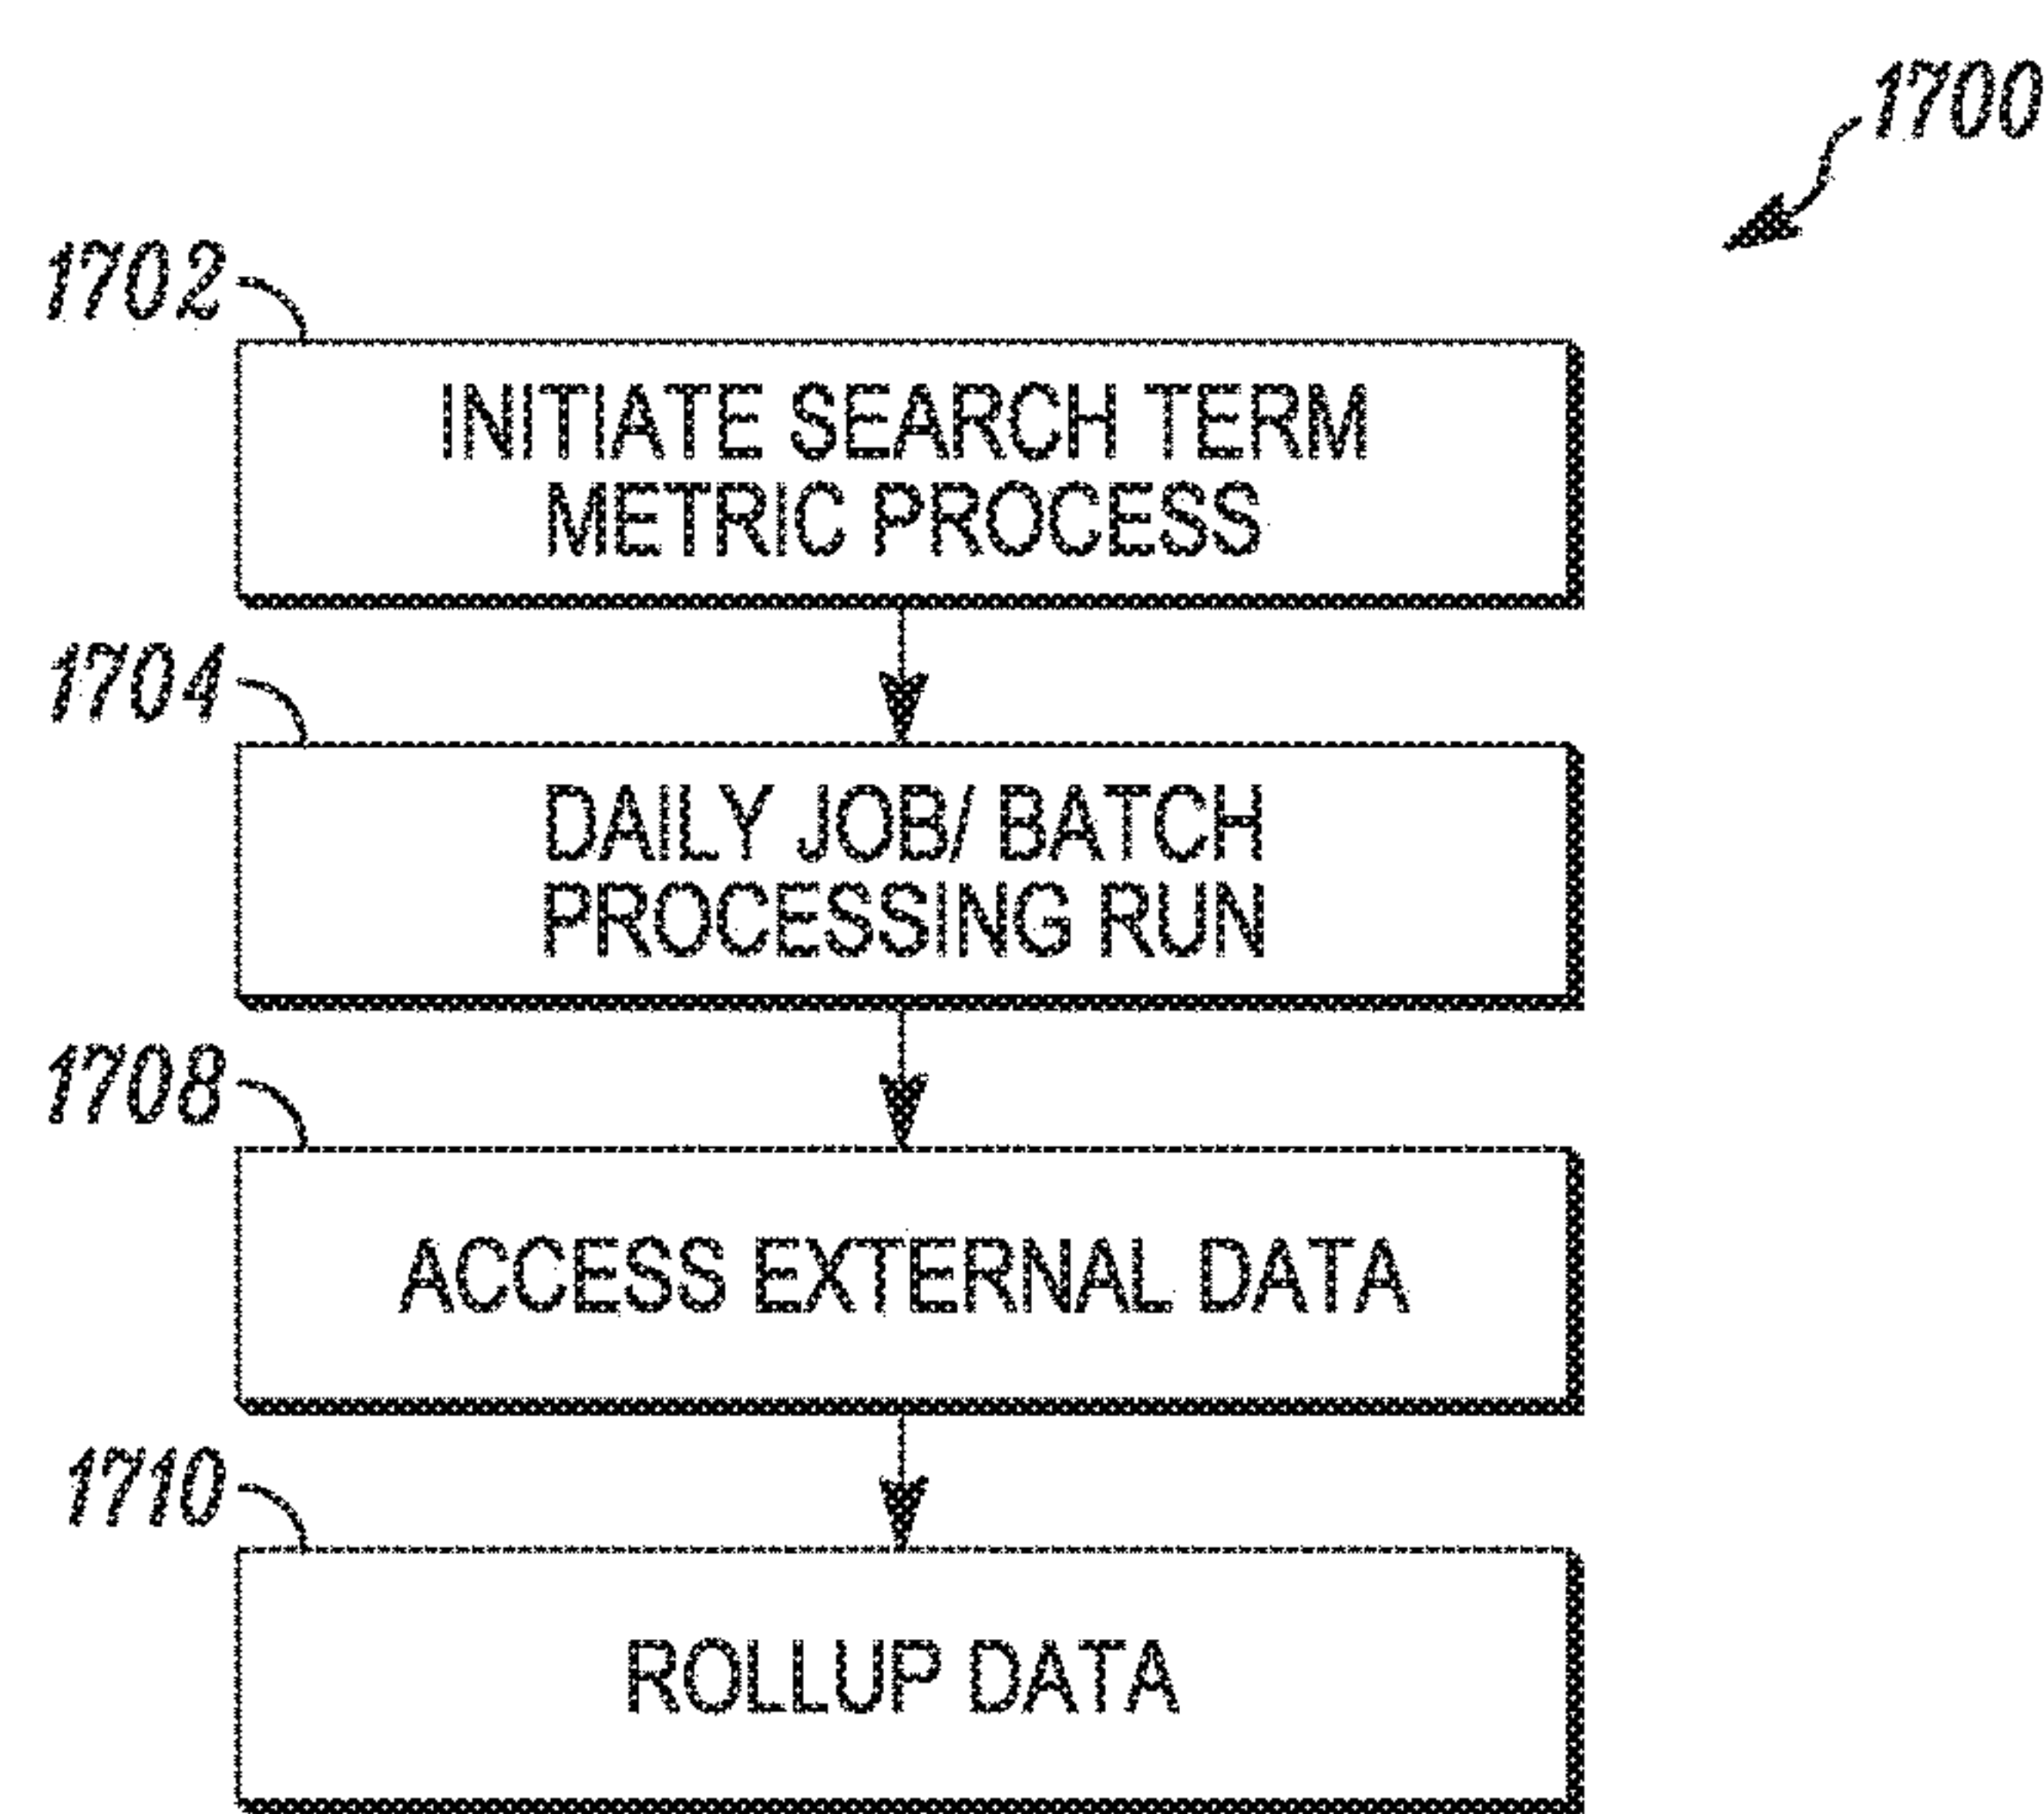 1700
1702
INITIATE SEARCH TERM
METRIC PROCESS
1704
DAILY JOB/ BATCH
PROCESSING RUN
1708
ACCESS EXTERNAL DATA
1710
ROLLUP DATA